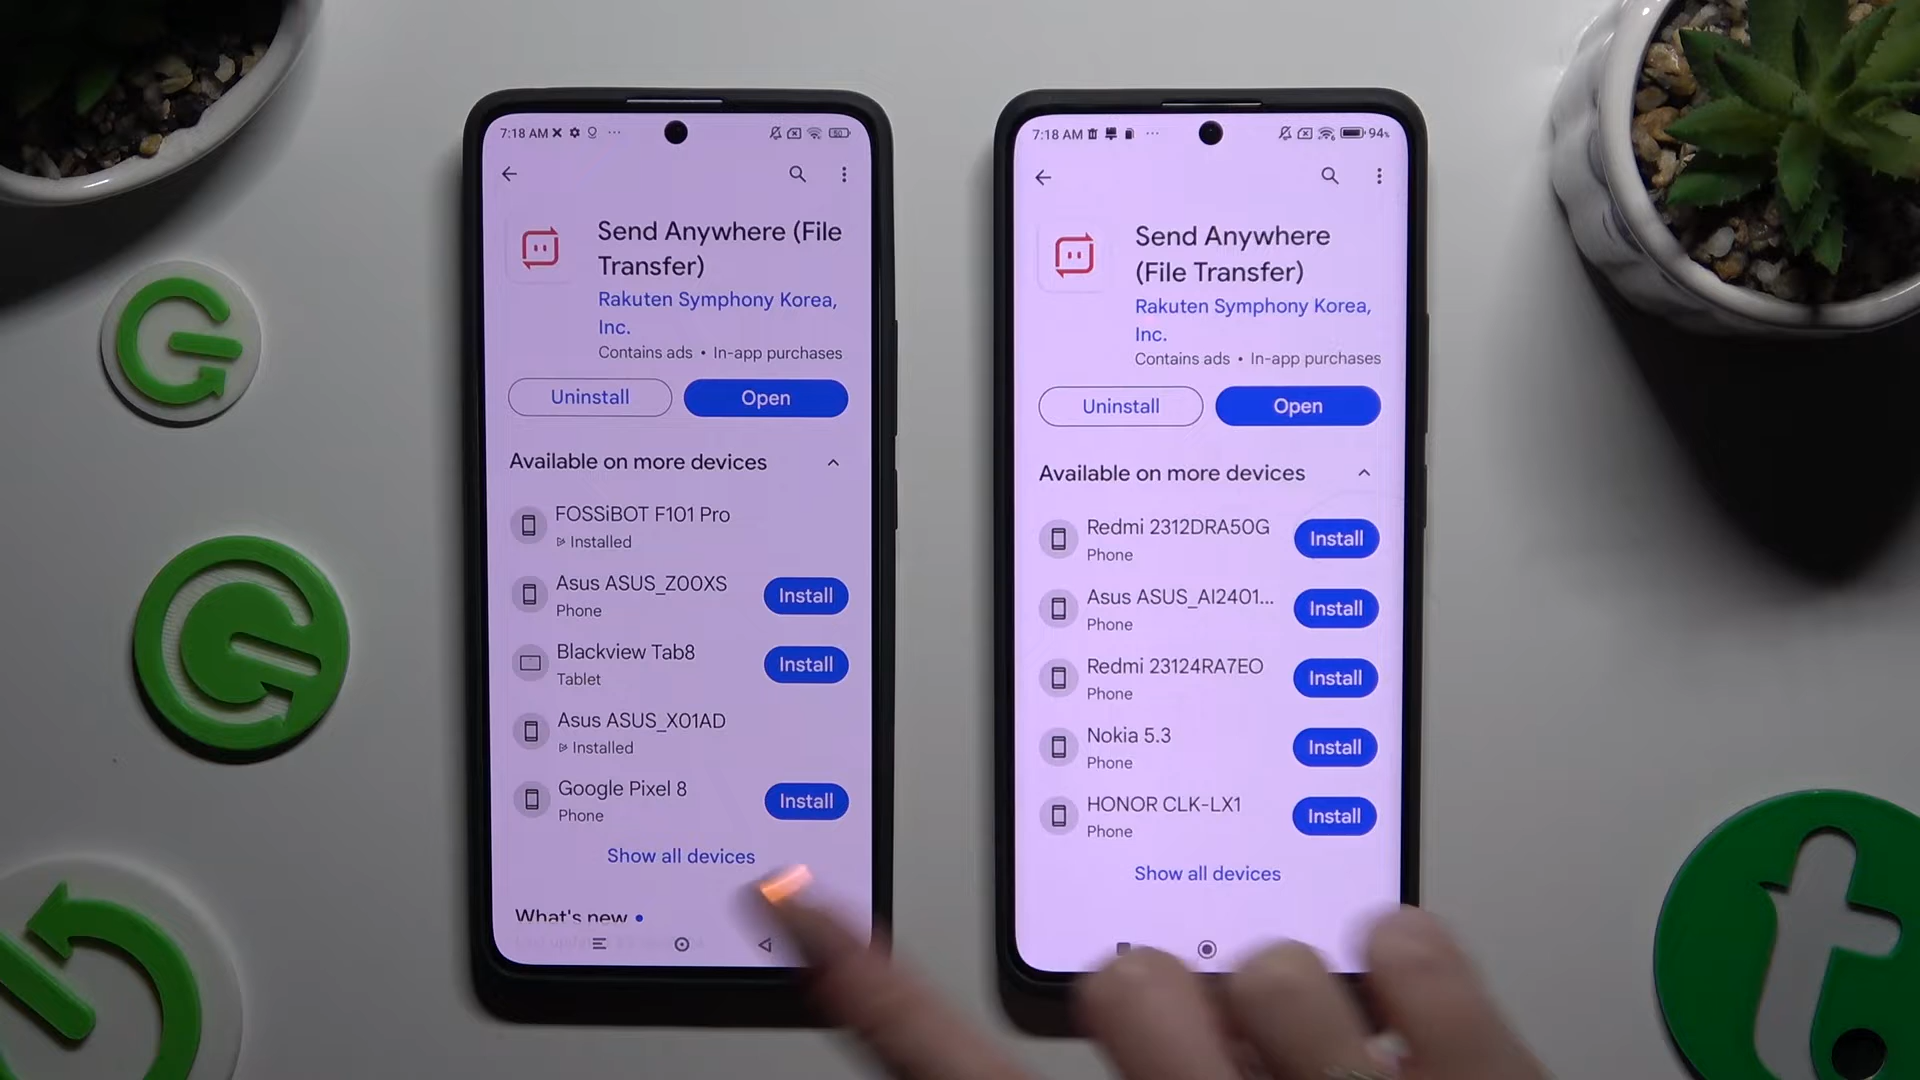 7:18 AM
Send Anywhere (File
Transfer)
Rakuten Symphony Korea,
Inc.
Contains ads • In-app purchases
Uninstall
Open
Available on more devices
FOSSiBOT F101 Pro
Installed
Asus ASUS_Z00XS
Phone
Install
Blackview Tab8
Tablet
Install
Asus ASUS_X01AD
Installed
Google Pixel 8
Phone
Install
Show all devices
What's new •
7:18 AM
94%
Send Anywhere
(File Transfer)
Rakuten Symphony Korea,
Inc.
Contains ads • In-app purchases
Uninstall
Open
Available on more devices
Redmi 2312DRA50G
Phone
Install
Asus ASUS_AI2401...
Phone
Install
Redmi 23124RA7EO
Phone
Install
Nokia 5.3
Phone
Install
HONOR CLK-LX1
Phone
Install
Show all devices